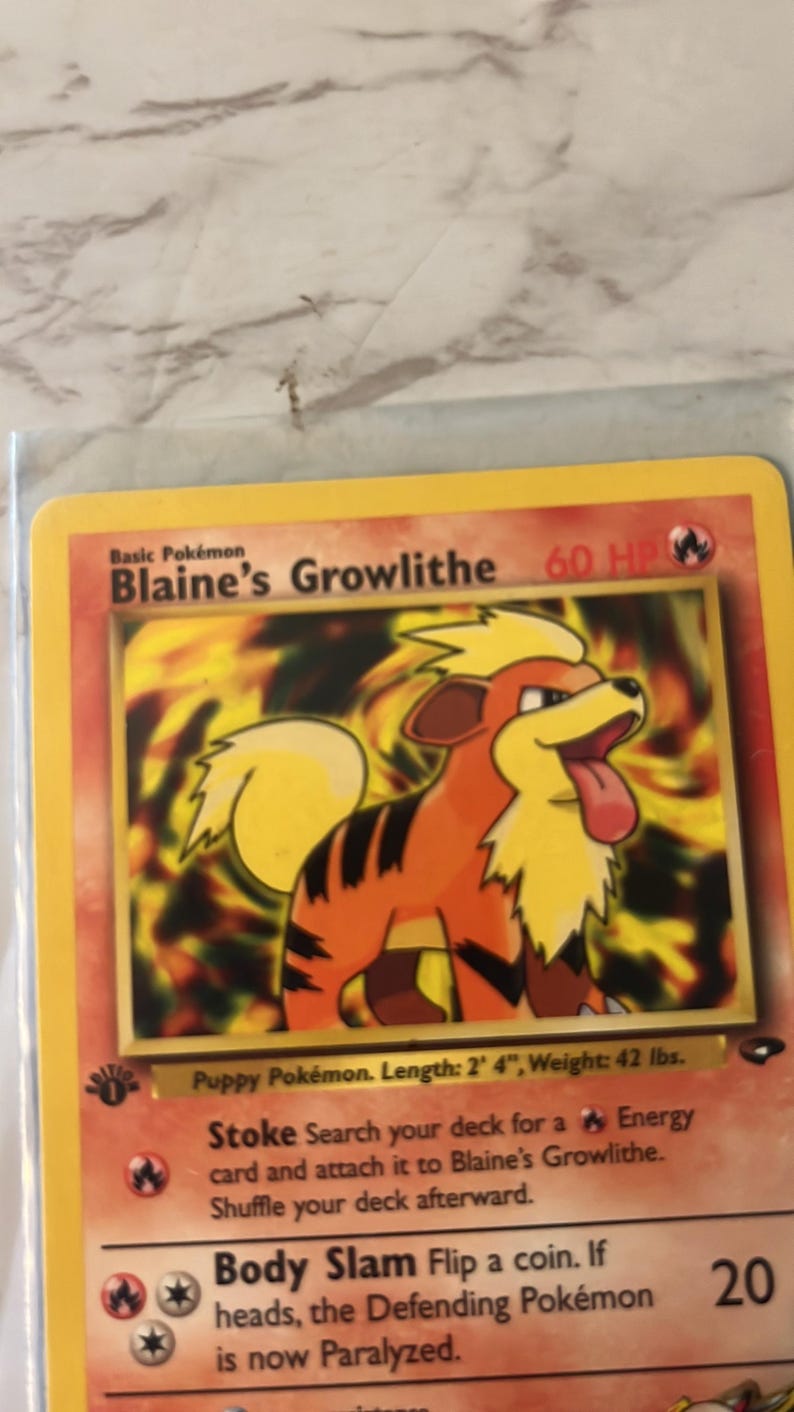 Basic Pokémon
Blaine's Growlithe 60 HP
EDITION
1
Puppy Pokémon. Length: 2' 4", Weight: 42 lbs.
Stoke Search your deck for a Energy
card and attach it to Blaine's Growlithe.
Shuffle your deck afterward.
Body Slam Flip a coin. If
heads, the Defending Pokémon
is now Paralyzed.
20